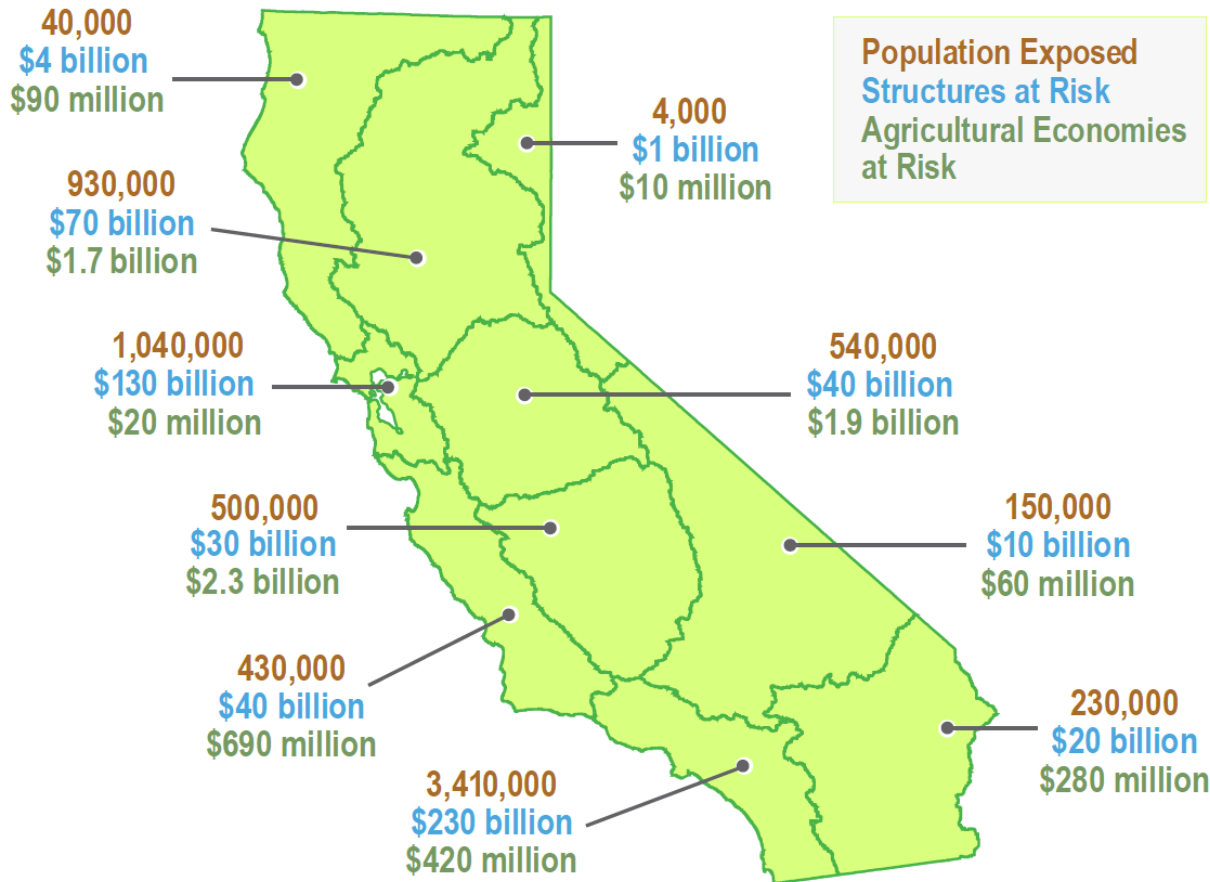 40,000
$4 billion
$90 million
Population Exposed
Structures at Risk
Agricultural Economies
at Risk
4,000
$1 billion
$10 million
930,000
$70 billion
$1.7 billion
1,040,000
$130 billion
$20 million
540,000
$40 billion
$1.9 billion
500,000
$30 billion
$2.3 billion
150,000
$10 billion
$60 million
430,000
$40 billion
$690 million
230,000
$20 billion
$280 million
3,410,000
$230 billion
$420 million